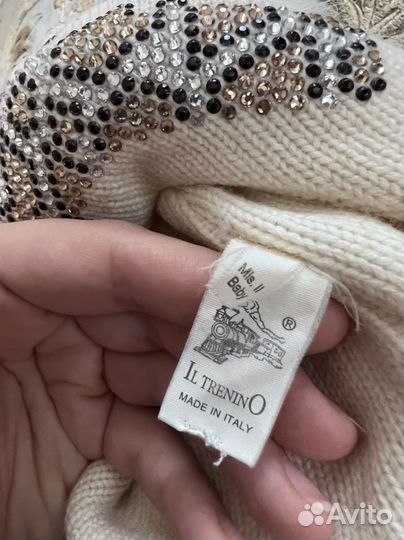 Mis. II
Baby
®
IL TRENINO
MADE IN ITALY
Avito